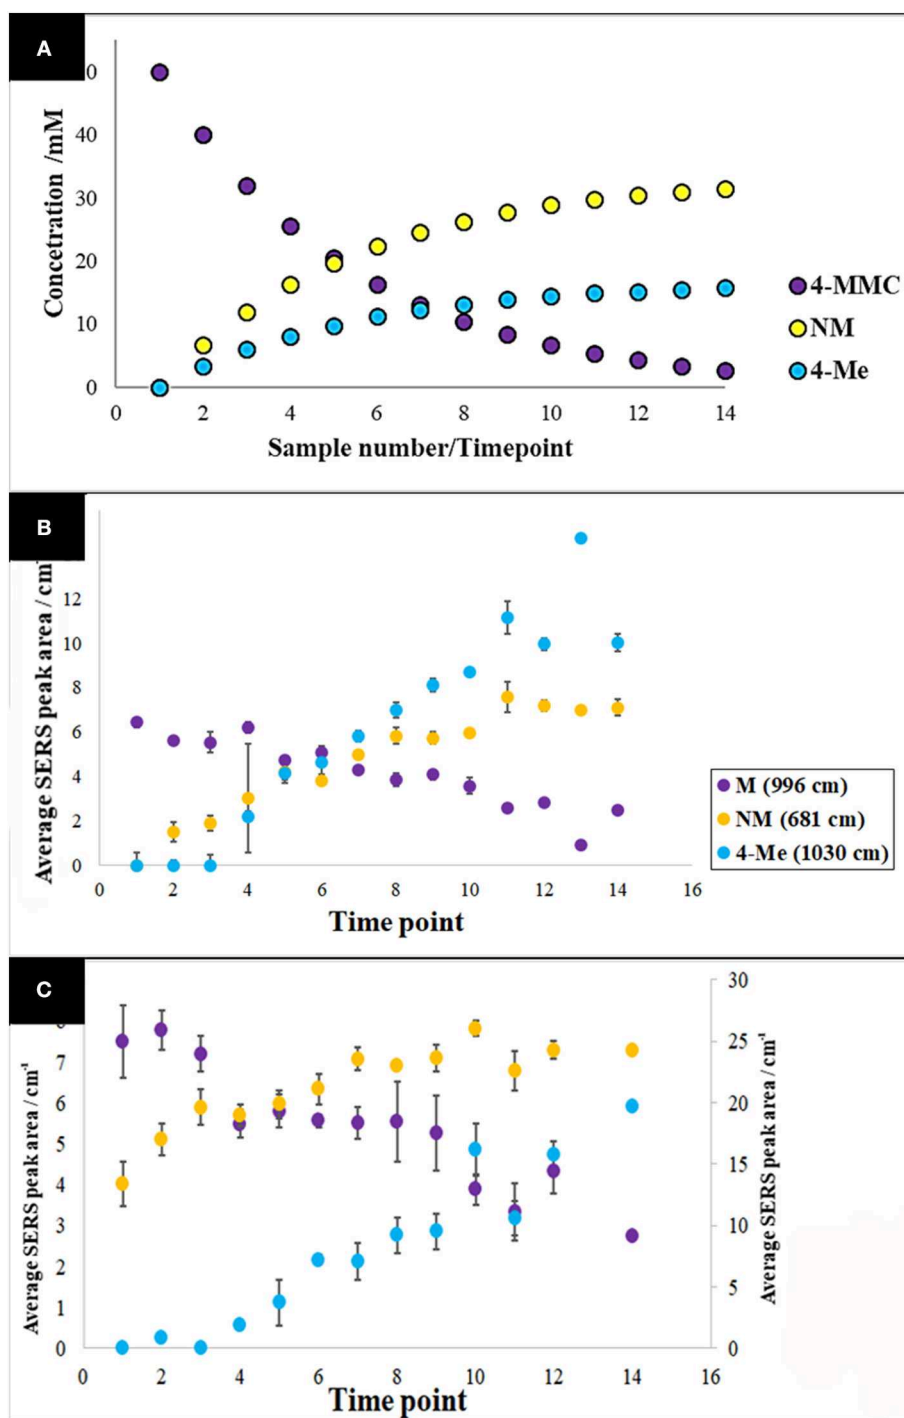 A
0
40
30
20
10
0
Concetration /mM
0 2 4 6 8 10 12 14
Sample number/Timepoint
4-MMC
NM
4-Me
B
12
10
8
6
4
2
0
Average SERS peak area / cm⁻¹
0 2 4 6 8 10 12 14 16
Time point
M (996 cm)
NM (681 cm)
4-Me (1030 cm)
C
8
7
6
5
4
3
2
1
0
Average SERS peak area / cm⁻¹
30
25
20
15
10
5
0
Average SERS peak area / cm⁻¹
0 2 4 6 8 10 12 14 16
Time point